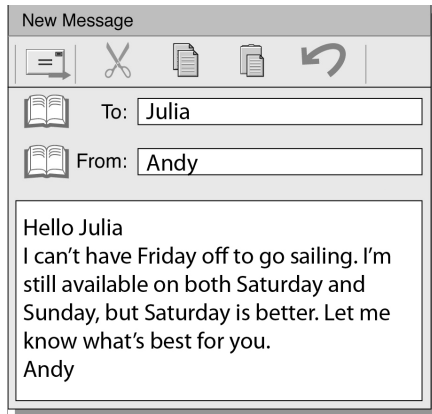 New Message
To: Julia
From: Andy
Hello Julia
I can't have Friday off to go sailing. I'm
still available on both Saturday and
Sunday, but Saturday is better. Let me
know what's best for you.
Andy